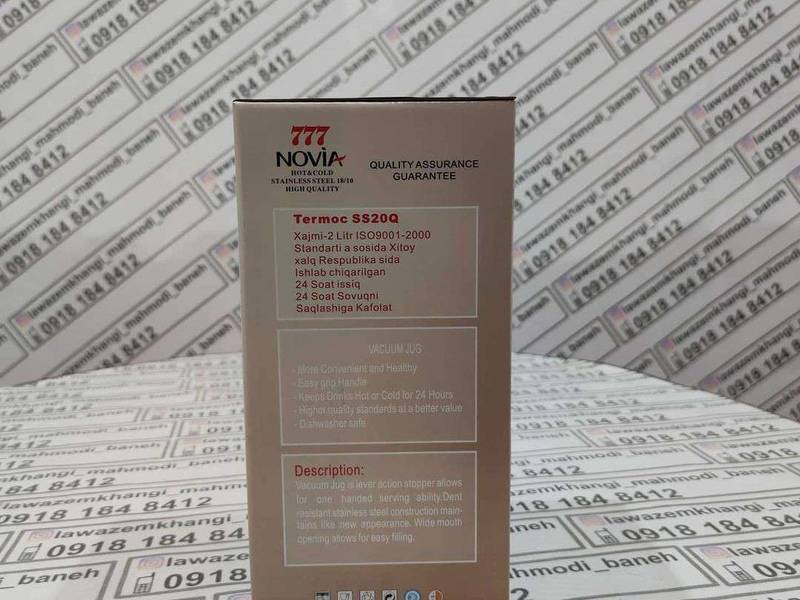 777
NOVIA
HOT&COLD
STAINLESS STEEL 18/10
HIGH QUALITY
QUALITY ASSURANCE
GUARANTEE
Termoc SS20Q
Xajmi-2 Litr ISO9001-2000
Standarti a sosida Xitoy
xalq Respublika sida
Ishlab chiqarilgan
24 Soat issiq
24 Soat Sovuqni
Saqlashiga Kafolat
VACUUM JUG
- More Convenient and Healthy
- Easy grip Handle
- Keeps Drinks Hot or Cold for 24 Hours
- Higher quality standards at a better value
- Dishwasher safe
Description:
Vacuum Jug is lever action stopper allows
for one handed serving ability.Dent
resistant stainless steel construction main-
tains like new appearance. Wide mouth
opening allows for easy filling.
lawazemkhangi_mahmodi_baneh
0918 184 8412